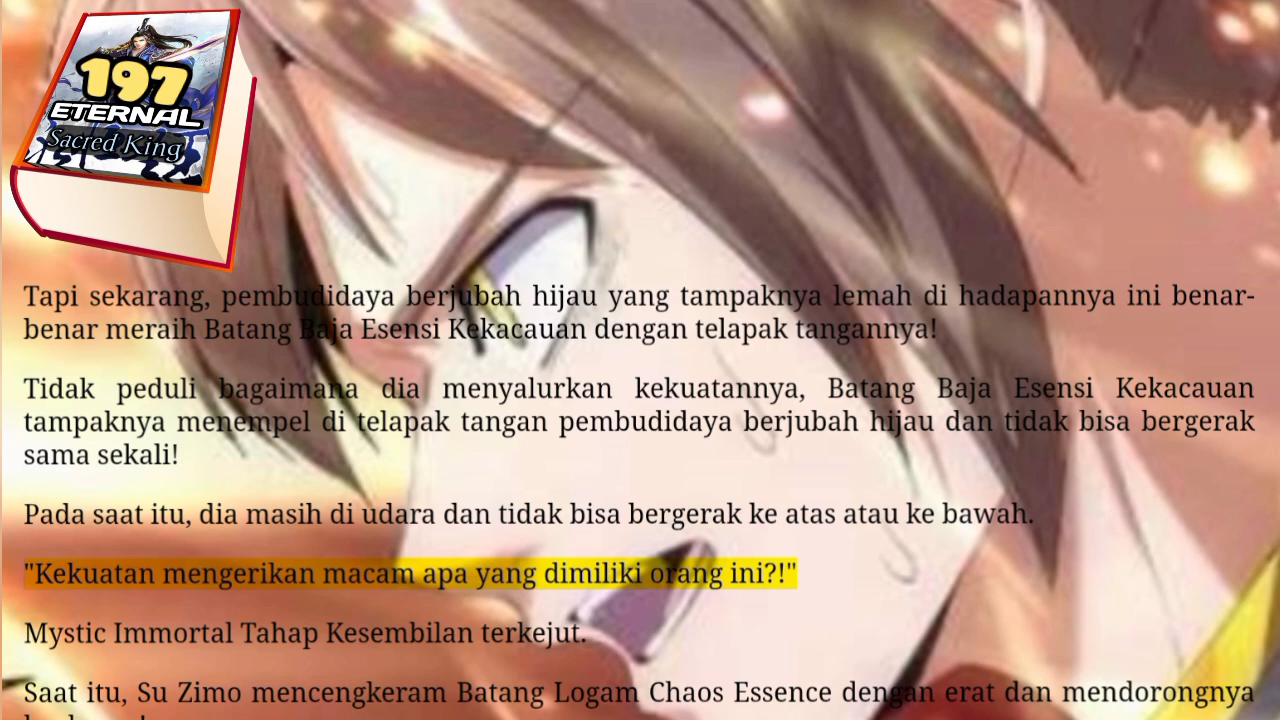 197
ETERNAL
Sacred King
Tapi sekarang, pembudidaya berjubah hijau yang tampaknya lemah di hadapannya ini benar-
benar meraih Batang Baja Esensi Kekacauan dengan telapak tangannya!
Tidak peduli bagaimana dia menyalurkan kekuatannya, Batang Baja Esensi Kekacauan
tampaknya menempel di telapak tangan pembudidaya berjubah hijau dan tidak bisa bergerak
sama sekali!
Pada saat itu, dia masih di udara dan tidak bisa bergerak ke atas atau ke bawah.
"Kekuatan mengerikan macam apa yang dimiliki orang ini?!"
Mystic Immortal Tahap Kesembilan terkejut.
Saat itu, Su Zimo mencengkeram Batang Logam Chaos Essence dengan erat dan mendorongnya